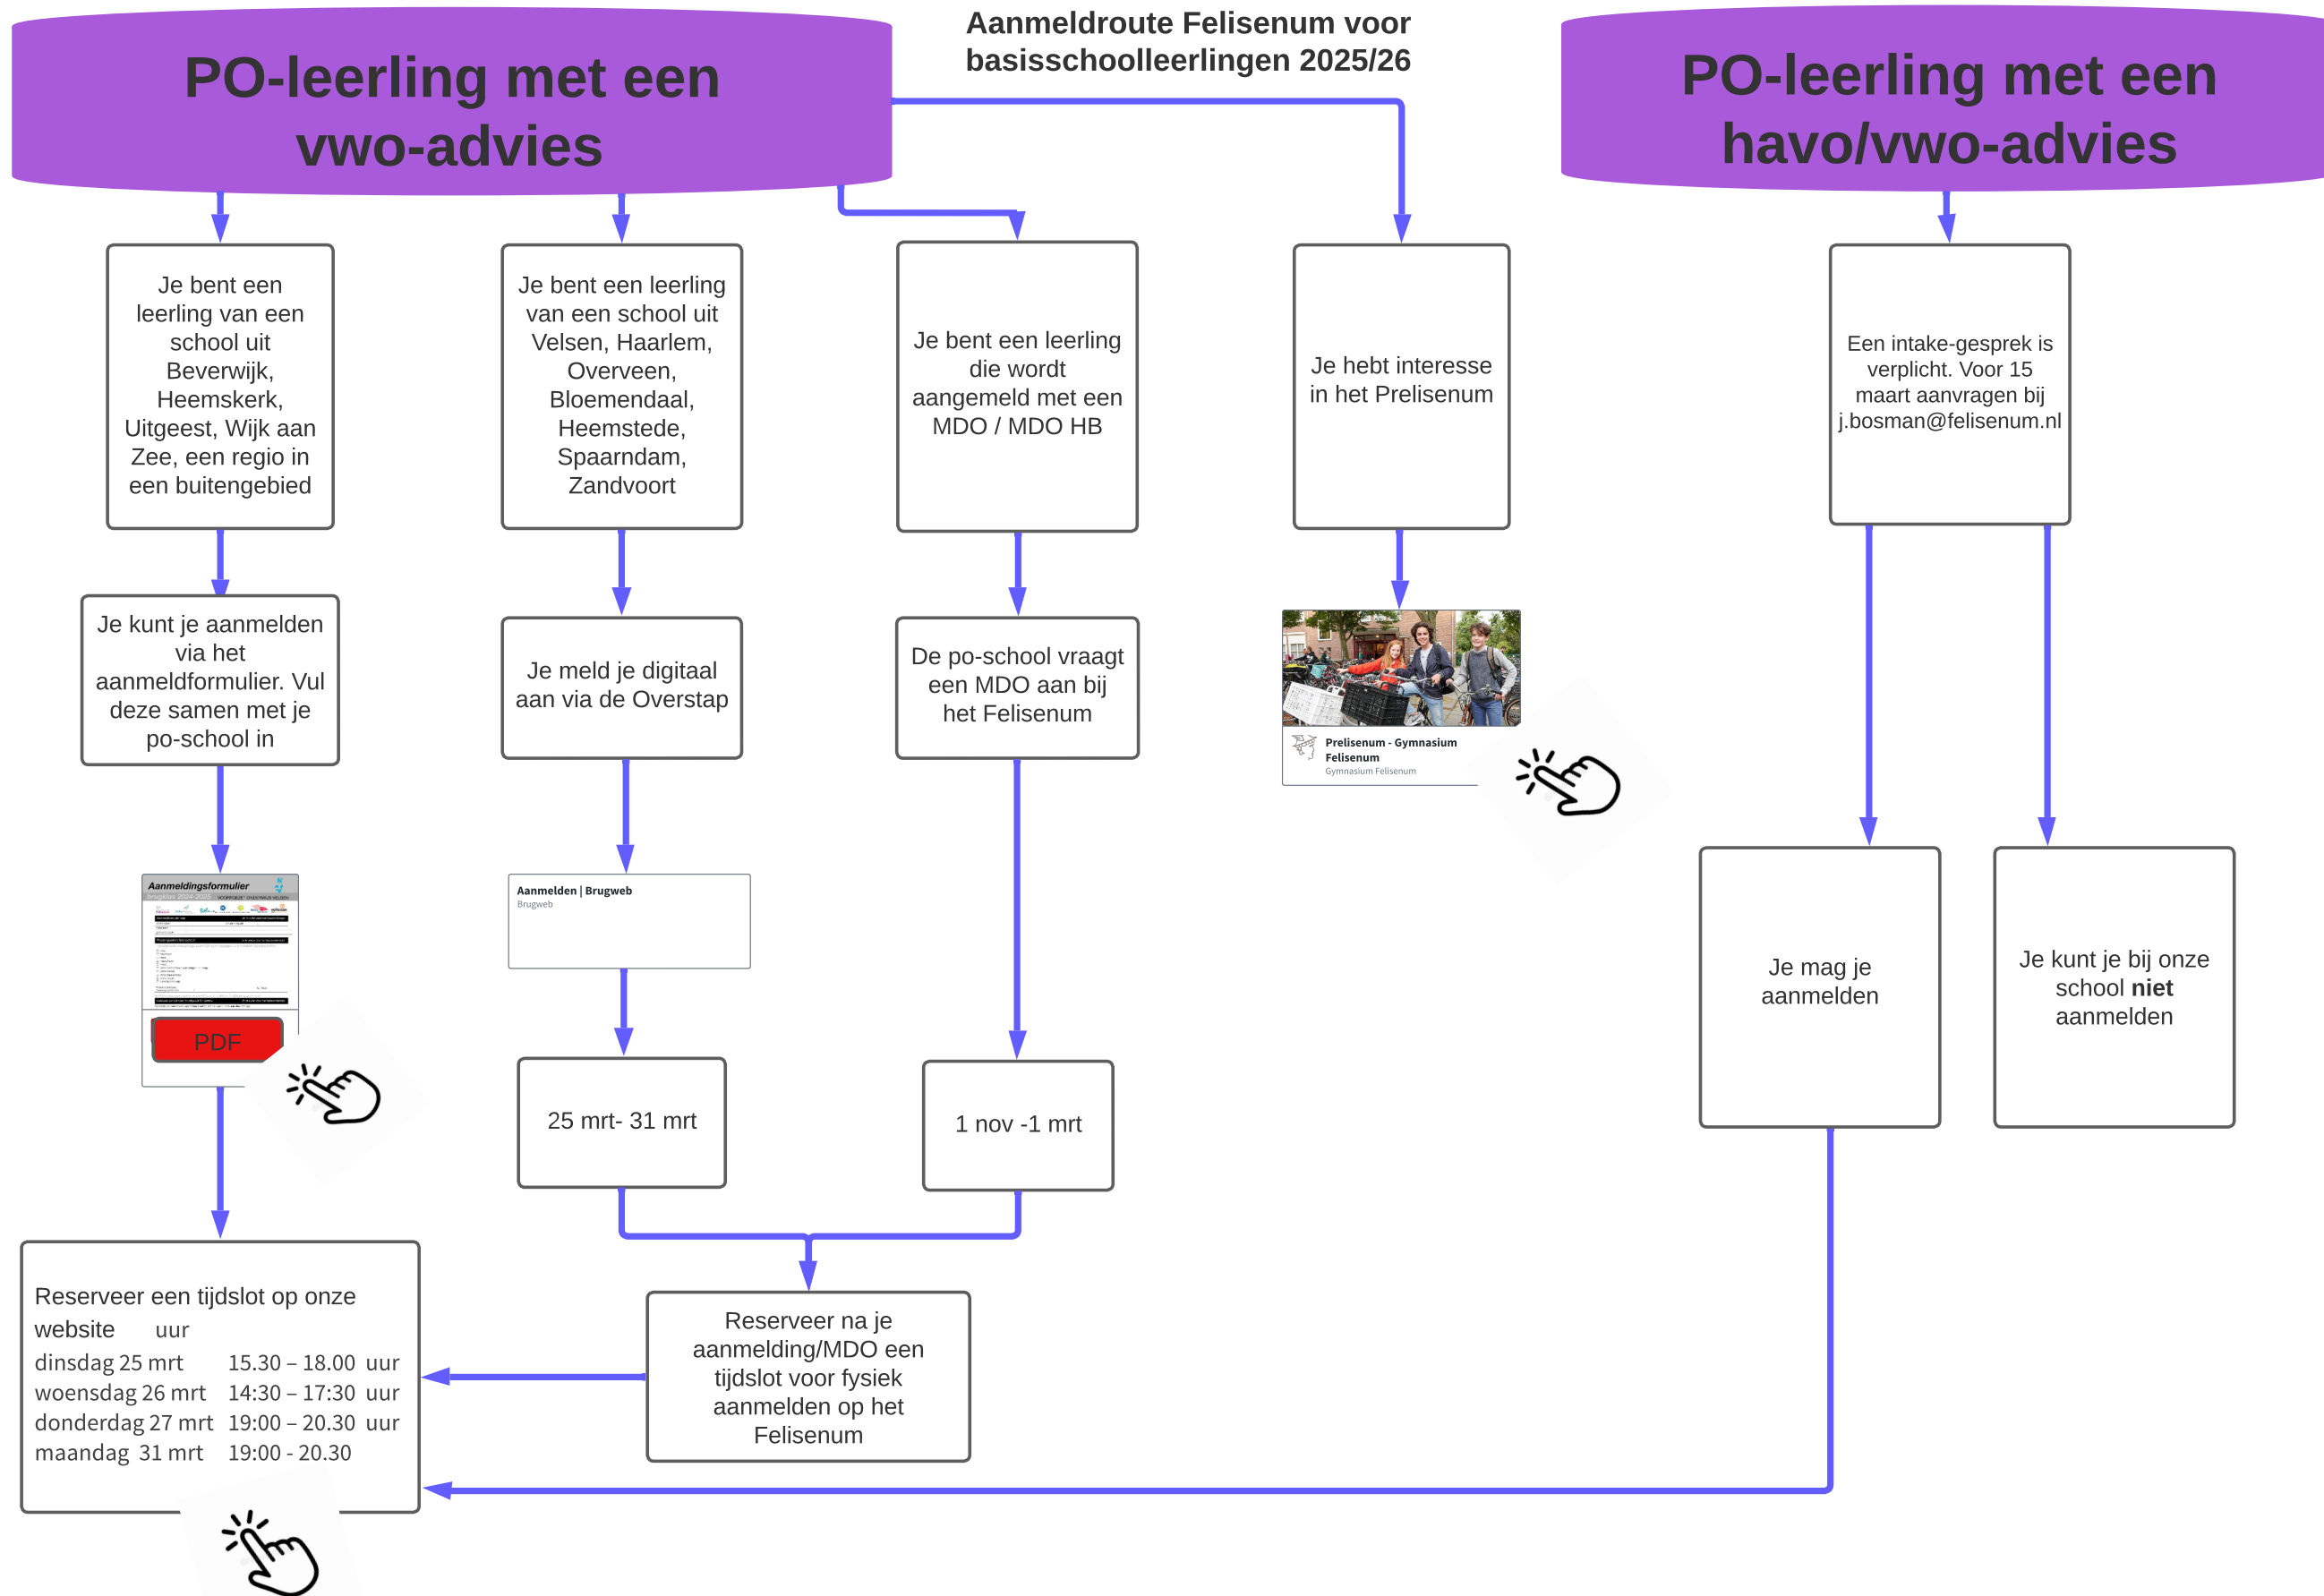 Aanmeldroute Felisenum voor
basisschoolleerlingen 2025/26
PO-leerling met een
vwo-advies
PO-leerling met een
havo/vwo-advies
Je bent een
leerling van een
school uit
Beverwijk,
Heemskerk,
Uitgeest, Wijk aan
Zee, een regio in
een buitengebied
Je bent een leerling
van een school uit
Velsen, Haarlem,
Overveen,
Bloemendaal,
Heemstede,
Spaarndam,
Zandvoort
Je bent een leerling
die wordt
aangemeld met een
MDO / MDO HB
Je hebt interesse
in het Prelisenum
Een intake-gesprek is
verplicht. Voor 15
maart aanvragen bij
j.bosman@felisenum.nl
Je kunt je aanmelden
via het
aanmeldformulier. Vul
deze samen met je
po-school in
Je meld je digitaal
aan via de Overstap
De po-school vraagt
een MDO aan bij
het Felisenum
Prelisenum - Gymnasium
Felisenum
Gymnasium Felisenum
Aanmeldingsformulier
PDF
Aanmelden | Brugweb
Brugweb
Je mag je
aanmelden
Je kunt je bij onze
school niet
aanmelden
25 mrt- 31 mrt
1 nov -1 mrt
Reserveer een tijdslot op onze
website uur
dinsdag 25 mrt 15.30 – 18.00 uur
woensdag 26 mrt 14:30 – 17:30 uur
donderdag 27 mrt 19:00 – 20.30 uur
maandag 31 mrt 19:00 - 20.30
Reserveer na je
aanmelding/MDO een
tijdslot voor fysiek
aanmelden op het
Felisenum